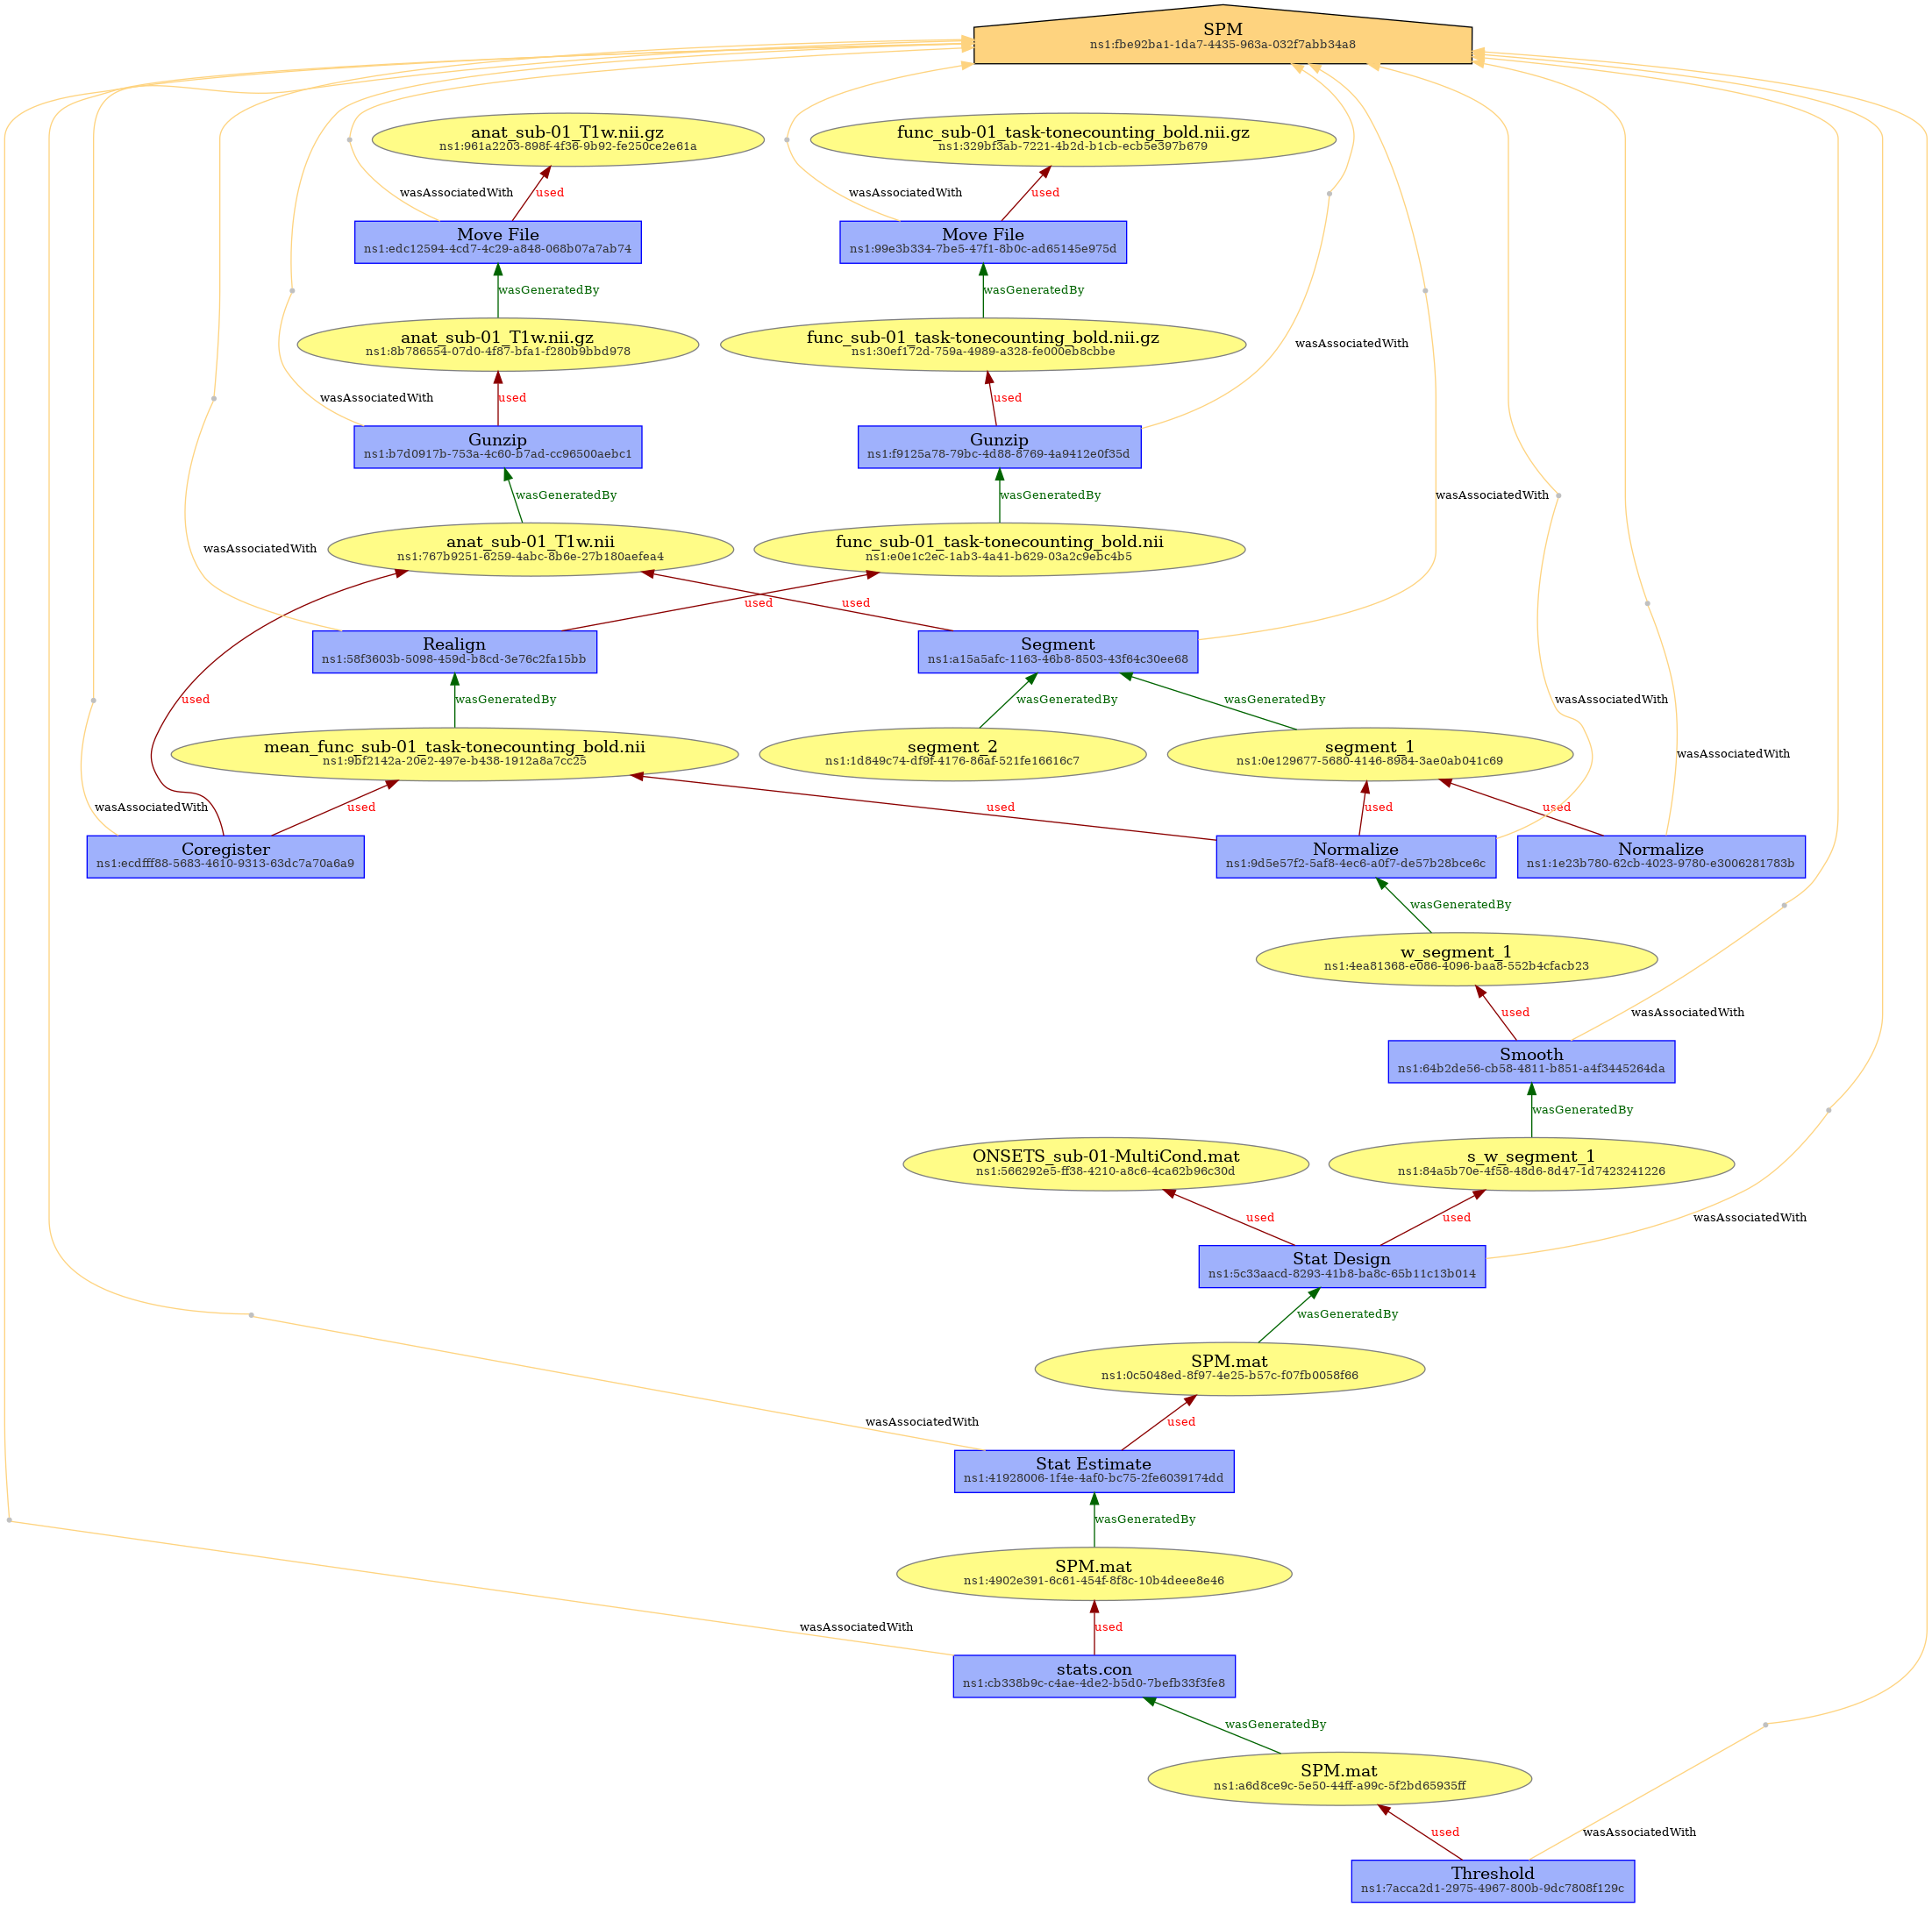 SPM
ns1:fbe92ba1-1da7-4435-963a-032f7abb34a8
anat_sub-01_T1w.nii.gz
ns1:961a2203-898f-4f36-9b92-fe250ce2e61a
func_sub-01_task-tonecounting_bold.nii.gz
ns1:329bf3ab-7221-4b2d-b1cb-ecb5e397b679
wasAssociatedWith
used
wasAssociatedWith
used
Move File
ns1:edc12594-4cd7-4c29-a848-068b07a7ab74
Move File
ns1:99e3b334-7be5-47f1-8b0c-ad65145e975d
wasGeneratedBy
wasGeneratedBy
anat_sub-01_T1w.nii.gz
ns1:8b786554-07d0-4f87-bfa1-f280b9bbd978
func_sub-01_task-tonecounting_bold.nii.gz
ns1:30ef172d-759a-4989-a328-fe000eb8cbbe
wasAssociatedWith
wasAssociatedWith
used
used
Gunzip
ns1:b7d0917b-753a-4c60-b7ad-cc96500aebc1
Gunzip
ns1:f9125a78-79bc-4d88-8769-4a9412e0f35d
wasGeneratedBy
wasGeneratedBy
wasAssociatedWith
wasAssociatedWith
anat_sub-01_T1w.nii
ns1:767b9251-6259-4abc-8b6e-27b180aefea4
func_sub-01_task-tonecounting_bold.nii
ns1:e0e1c2ec-1ab3-4a41-b629-03a2c9ebc4b5
used
used
Realign
ns1:58f3603b-5098-459d-b8cd-3e76c2fa15bb
Segment
ns1:a15a5afc-1163-46b8-8503-43f64c30ee68
used
wasGeneratedBy
wasGeneratedBy
wasGeneratedBy
wasAssociatedWith
mean_func_sub-01_task-tonecounting_bold.nii
ns1:9bf2142a-20e2-497e-b438-1912a8a7cc25
segment_2
ns1:1d849c74-df9f-4176-86af-521fe16616c7
segment_1
ns1:0e129677-5680-4146-8984-3ae0ab041c69
wasAssociatedWith
wasAssociatedWith
used
used
used
used
Coregister
ns1:ecdfff88-5683-4610-9313-63dc7a70a6a9
Normalize
ns1:9d5e57f2-5af8-4ec6-a0f7-de57b28bce6c
Normalize
ns1:1e23b780-62cb-4023-9780-e3006281783b
wasGeneratedBy
w_segment_1
ns1:4ea81368-e086-4096-baa8-552b4cfacb23
used
wasAssociatedWith
Smooth
ns1:64b2de56-cb58-4811-b851-a4f3445264da
wasGeneratedBy
ONSETS_sub-01-MultiCond.mat
ns1:566292e5-ff38-4210-a8c6-4ca62b96c30d
s_w_segment_1
ns1:84a5b70e-4f58-48d6-8d47-1d7423241226
used
used
wasAssociatedWith
Stat Design
ns1:5c33aacd-8293-41b8-ba8c-65b11c13b014
wasGeneratedBy
SPM.mat
ns1:0c5048ed-8f97-4e25-b57c-f07fb0058f66
wasAssociatedWith
used
Stat Estimate
ns1:41928006-1f4e-4af0-bc75-2fe6039174dd
wasGeneratedBy
SPM.mat
ns1:4902e391-6c61-454f-8f8c-10b4deee8e46
wasAssociatedWith
used
stats.con
ns1:cb338b9c-c4ae-4de2-b5d0-7befb33f3fe8
wasGeneratedBy
SPM.mat
ns1:a6d8ce9c-5e50-44ff-a99c-5f2bd65935ff
used
wasAssociatedWith
Threshold
ns1:7acca2d1-2975-4967-800b-9dc7808f129c